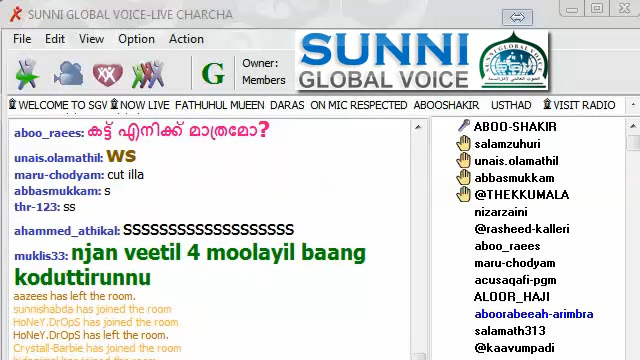 SUNNI GLOBAL VOICE-LIVE CHARCHA
File Edit View Option Action
G
Owner:
Members
SUNNI
GLOBAL VOICE
WELCOME TO SGV NOW LIVE FATHUHUL MUEEN DARAS ON MIC RESPECTED ABOOSHAKIR USTHAD VISIT RADIO
aboo_raees: കട്ട് എനിക്ക് മാത്രമോ?
unais.olamathil: ws
maru-chodyam: cut illa
abbasmukkam: s
thr-123: ss
ahammed_athikal: SSSSSSSSSSSSSSSSSSS
muklis33: njan veetil 4 moolayil baang
koduttirunnu
aazees has left the room.
sunnishabda has joined the room
HoNeY.DrOpS has joined the room
HoNeY.DrOpS has left the room.
Crystall-Barbie has joined the room
ABOO-SHAKIR
salamzuhuri
unais.olamathil
abbasmukkam
@THEKKUMALA
nizarzaini
@rasheed-kalleri
aboo_raees
maru-chodyam
acusaqafi-pgm
ALOOR_HAJI
aboorabeeah-arimbra
salamath313
@kaavumpadi